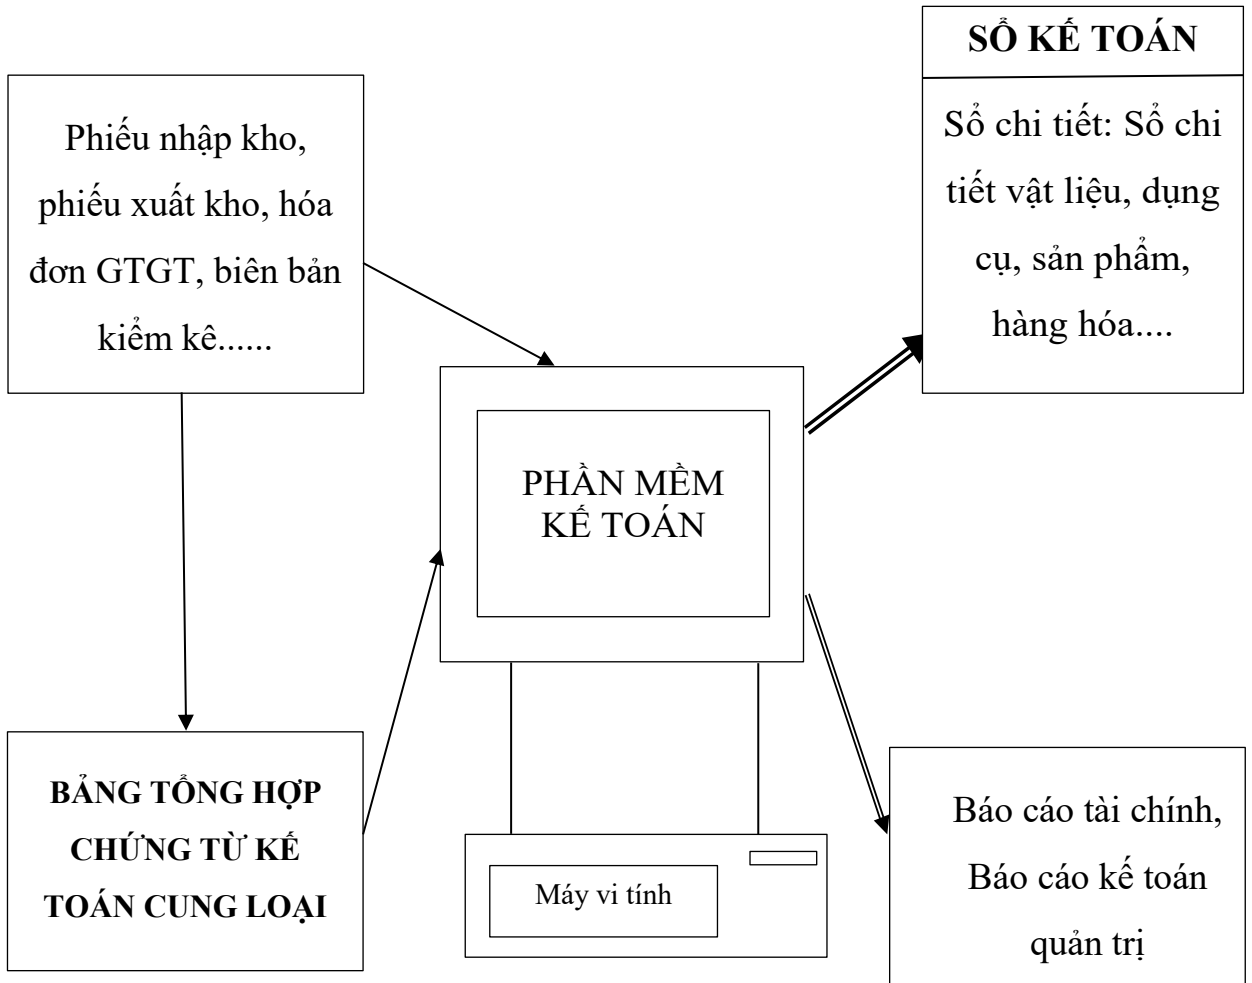 SỔ KẾ TOÁN
Sổ chi tiết: Sổ chi
tiết vật liệu, dụng
cụ, sản phẩm,
hàng hóa....
Phiếu nhập kho,
phiếu xuất kho, hóa
đơn GTGT, biên bản
kiểm kê......
PHẦN MỀM
KẾ TOÁN
BẢNG TỔNG HỢP
CHỨNG TỪ KẾ
TOÁN CUNG LOẠI
Máy vi tính
Báo cáo tài chính,
Báo cáo kế toán
quản trị